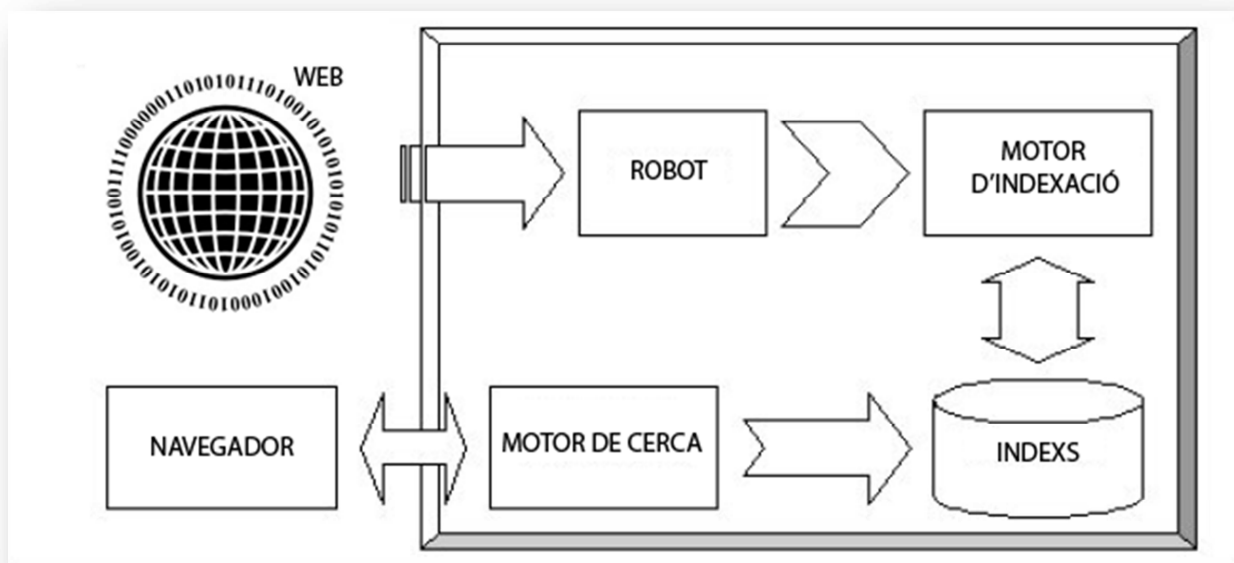 WEB
ROBOT
MOTOR
D'INDEXACIÓ
NAVEGADOR
MOTOR DE CERCA
INDEXS